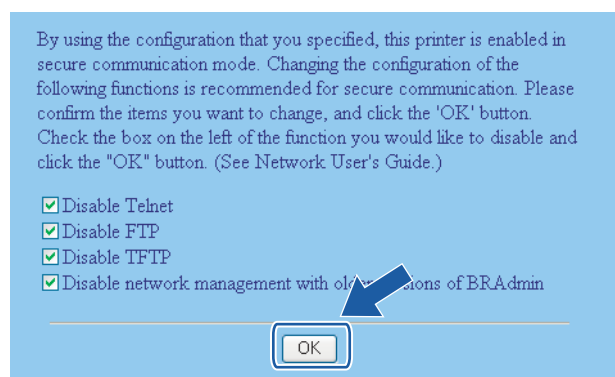 By using the configuration that you specified, this printer is enabled in
secure communication mode. Changing the configuration of the
following functions is recommended for secure communication. Please
confirm the items you want to change, and click the 'OK' button.
Check the box on the left of the function you would like to disable and
click the "OK" button. (See Network User's Guide.)
Disable Telnet
Disable FTP
Disable TFTP
Disable network management with of BRAdmin
OK